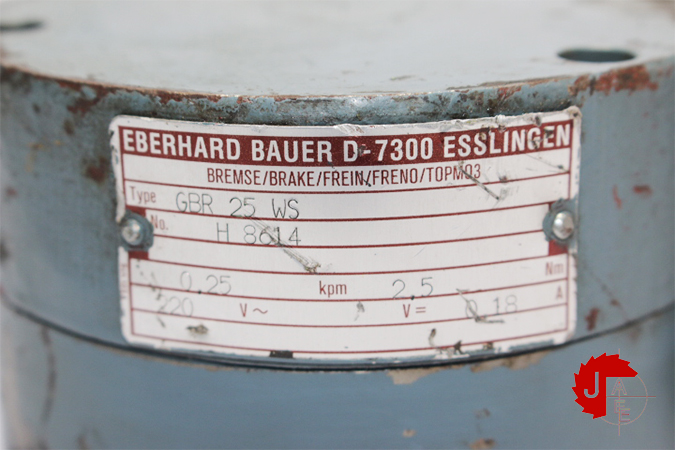 EBERHARD BAUER D-7300 ESSLINGEN
BREMSE/BRAKE/FREIN/FRENO/TOPMO3
Type GBR 25 WS
No. H 8614
0.25 kpm 2.5 Nm
220 V~ V= 0.18 A
J